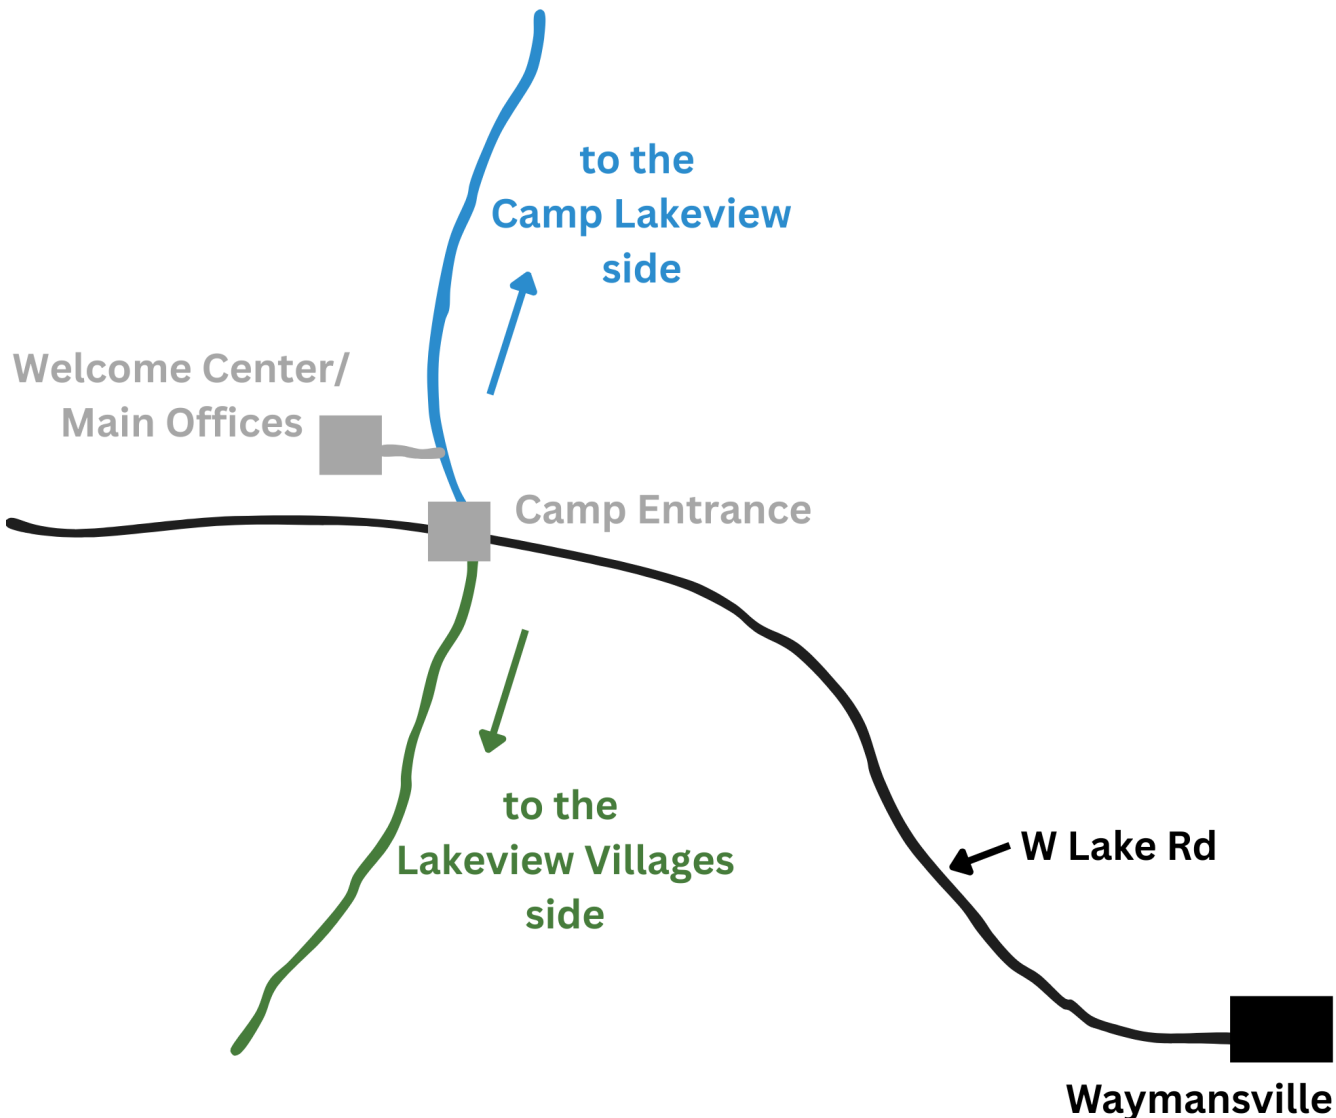 to the
Camp Lakeview
side
Welcome Center/
Main Offices
Camp Entrance
to the
Lakeview Villages
side
W Lake Rd
Waymansville